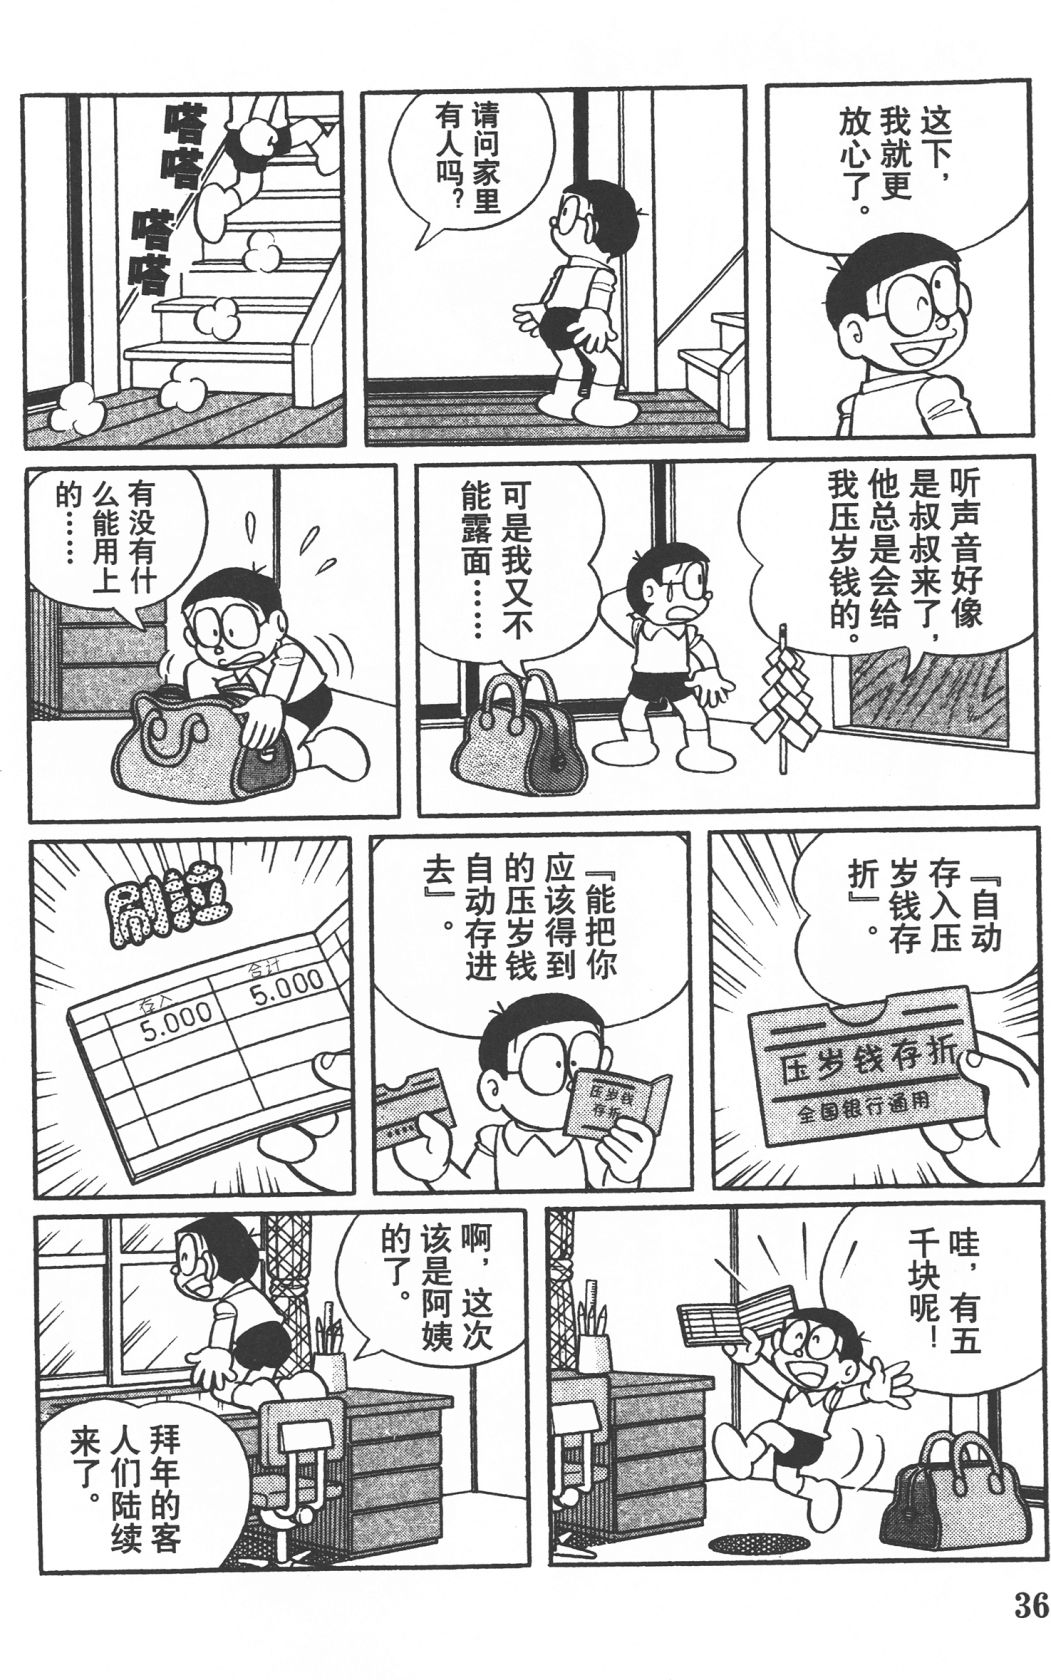 这下，
我就更
放心了。
请问家里
有人吗？
嗒
嗒
嗒
嗒
听声音好像
是叔叔来了，
他总是会给
我压岁钱的。
可是我又不
能露面……
有没有什
么能用上
的……
『自动
存入压
岁钱存
折』。
压岁钱存折
全国银行通用
『能把你
应该得到
的压岁钱
自动存进
去』。
压岁钱
存折
刷拉
存入
合计
5.000
5.000
哇，有五
千块呢！
啊，这次
该是阿姨
的了。
拜年的客
人们陆续
来了。
36